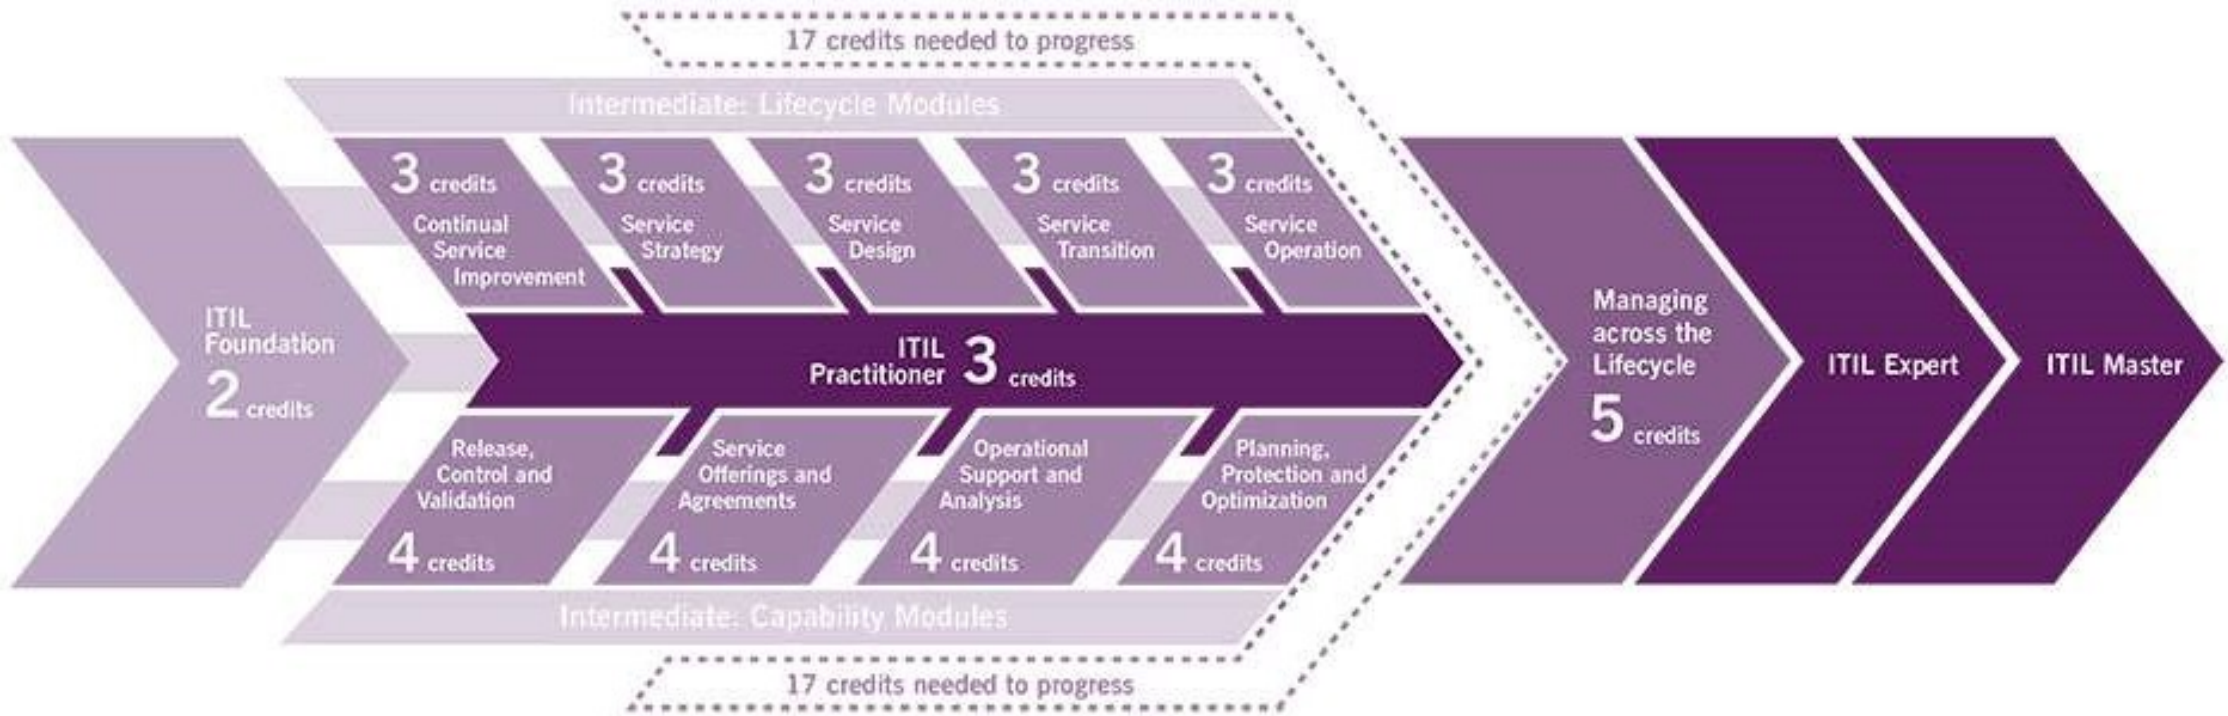 17 credits needed to progress
Intermediate: Lifecycle Modules
3 credits
Continual
Service
Improvement
3 credits
Service
Strategy
3 credits
Service
Design
3 credits
Service
Transition
3 credits
Service
Operation
ITIL
Foundation
2 credits
ITIL
Practitioner
3 credits
Release,
Control and
Validation
4 credits
Service
Offerings and
Agreements
4 credits
Operational
Support and
Analysis
4 credits
Planning,
Protection and
Optimization
4 credits
Intermediate: Capability Modules
17 credits needed to progress
Managing
across the
Lifecycle
5 credits
ITIL Expert
ITIL Master